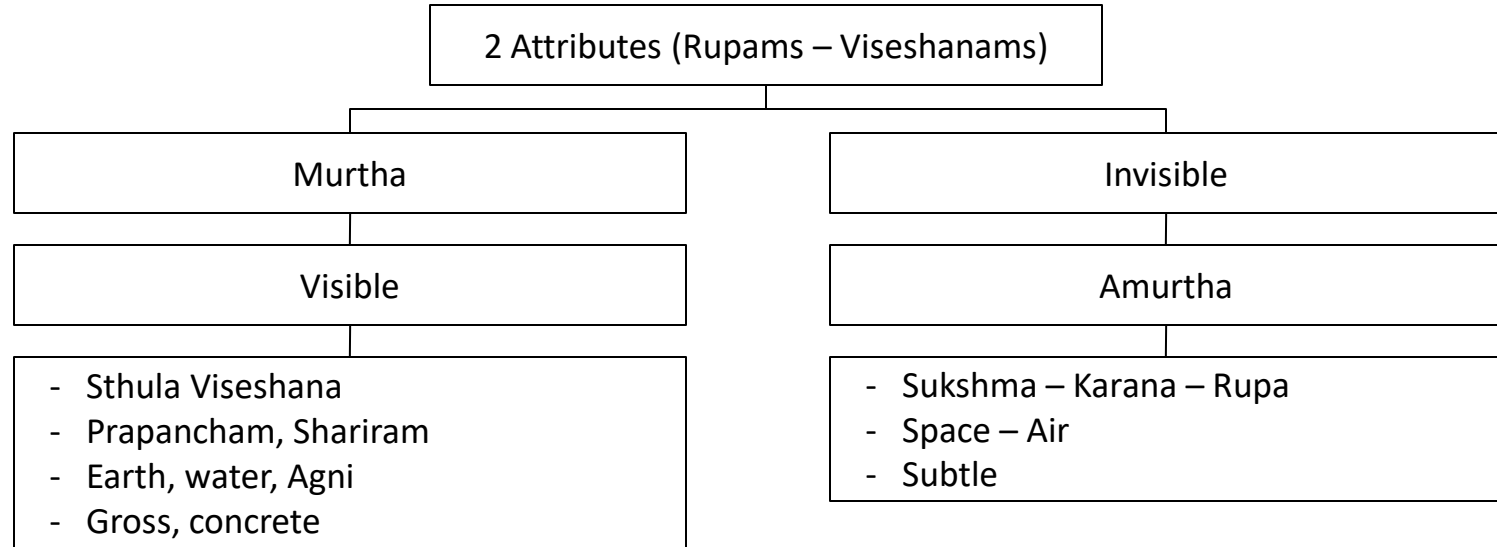 2 Attributes (Rupams – Viseshanams)
Murtha
Invisible
Visible
Amurtha
- Sthula Viseshana
- Prapancham, Shariram
- Earth, water, Agni
- Gross, concrete
- Sukshma – Karana – Rupa
- Space – Air
- Subtle